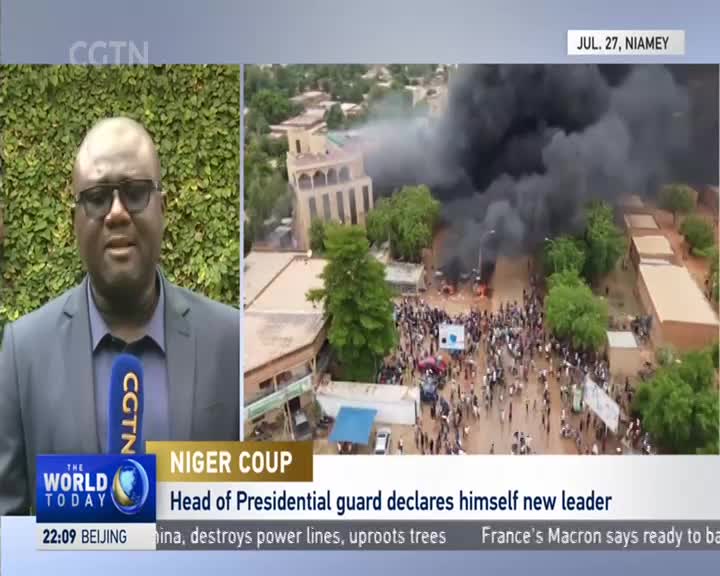 CGTN
JUL. 27, NIAMEY
CGTN
NIGER COUP
THE
WORLD
TODAY
Head of Presidential guard declares himself new leader
22:09 BEIJING
ina, destroys power lines, uproots trees France's Macron says ready to ba